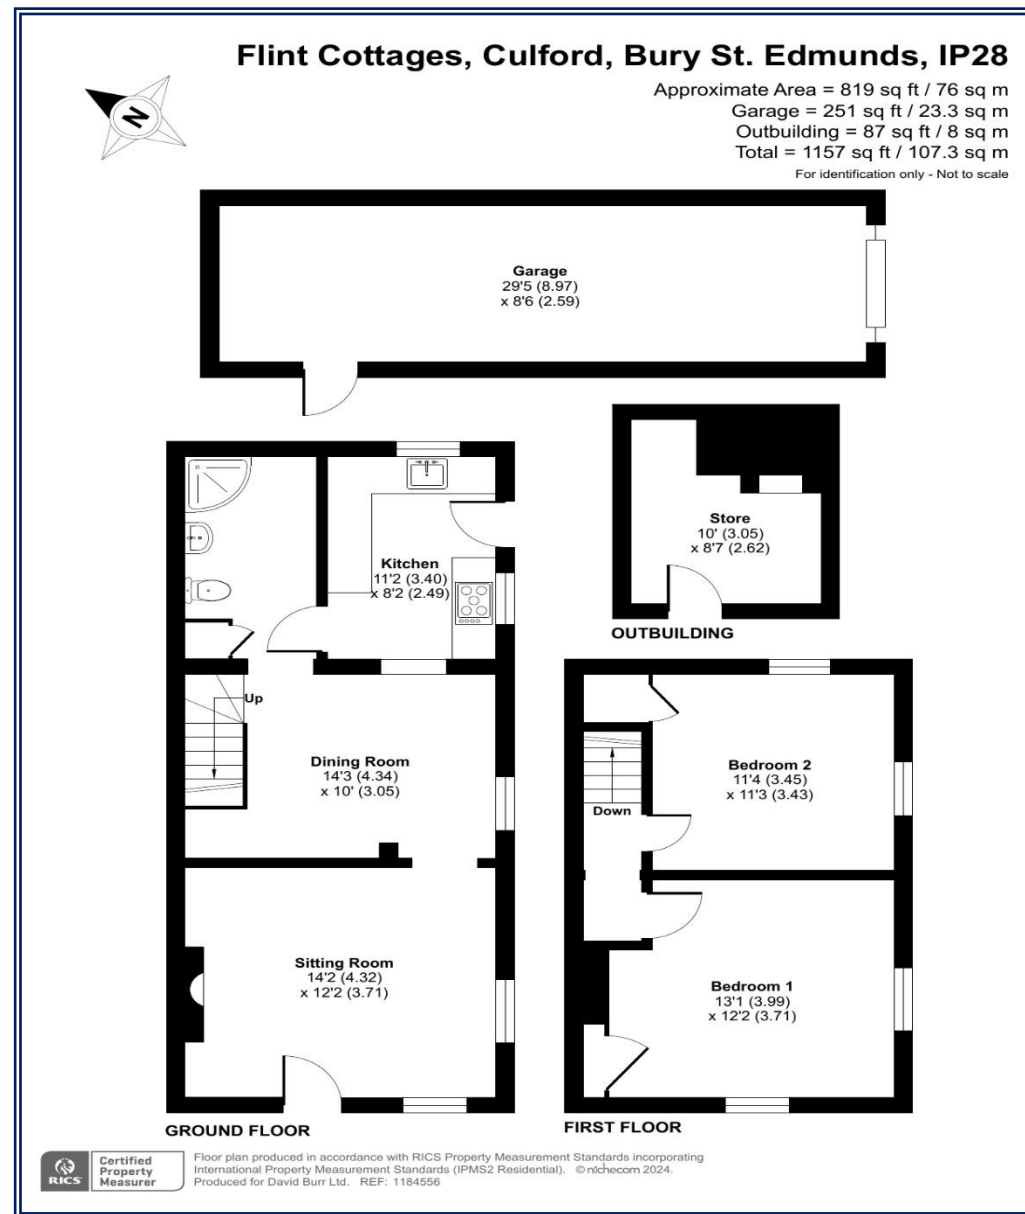 Flint Cottages, Culford, Bury St. Edmunds, IP28
Approximate Area = 819 sq ft / 76 sq m
Garage = 251 sq ft / 23.3 sq m
Outbuilding = 87 sq ft / 8 sq m
Total = 1157 sq ft / 107.3 sq m
For identification only - Not to scale
N
Garage
29'5 (8.97)
x 8'6 (2.59)
Store
10' (3.05)
x 8'7 (2.62)
OUTBUILDING
Kitchen
11'2 (3.40)
x 8'2 (2.49)
Up
Dining Room
14'3 (4.34)
x 10' (3.05)
Sitting Room
14'2 (4.32)
x 12'2 (3.71)
GROUND FLOOR
Bedroom 2
11'4 (3.45)
x 11'3 (3.43)
Down
Bedroom 1
13'1 (3.99)
x 12'2 (3.71)
FIRST FLOOR
RICS
Certified
Property
Measurer
Floor plan produced in accordance with RICS Property Measurement Standards incorporating
International Property Measurement Standards (IPMS2 Residential). © nichecom 2024.
Produced for David Burr Ltd. REF: 1184556